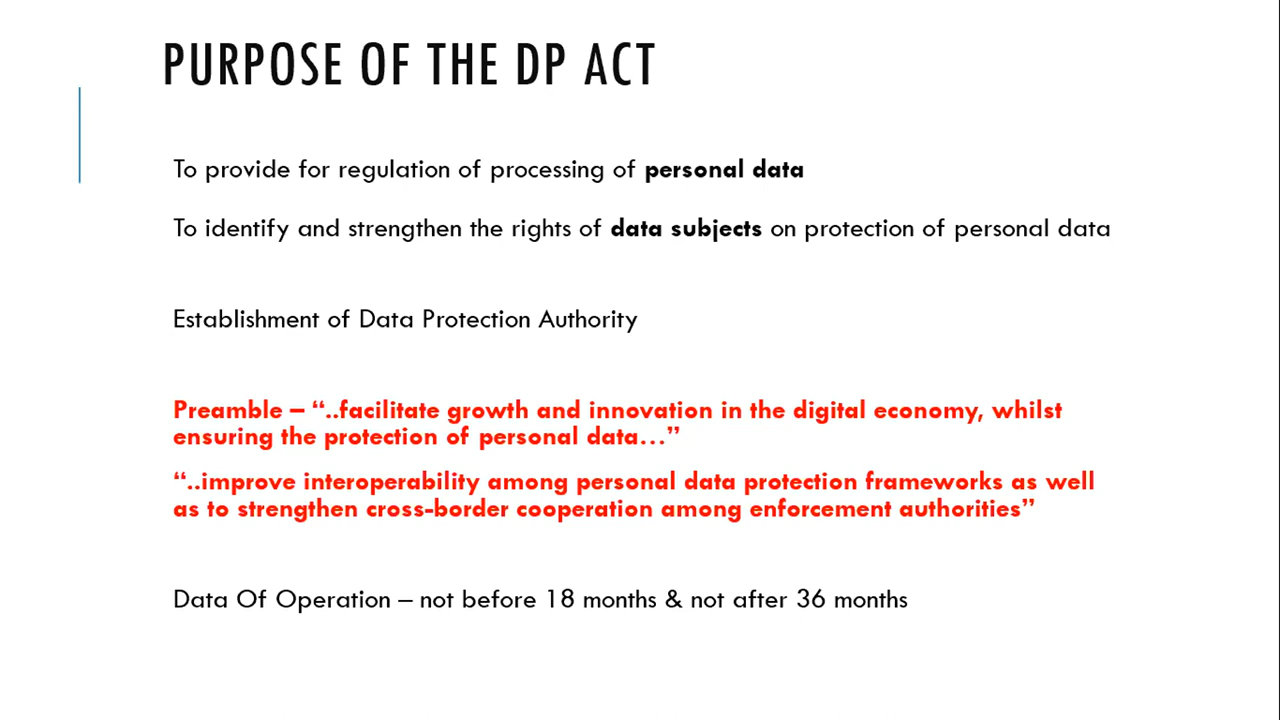 PURPOSE OF THE DP ACT
To provide for regulation of processing of personal data
To identify and strengthen the rights of data subjects on protection of personal data
Establishment of Data Protection Authority
Preamble – “..facilitate growth and innovation in the digital economy, whilst
ensuring the protection of personal data…”
“..improve interoperability among personal data protection frameworks as well
as to strengthen cross-border cooperation among enforcement authorities”
Data Of Operation – not before 18 months & not after 36 months